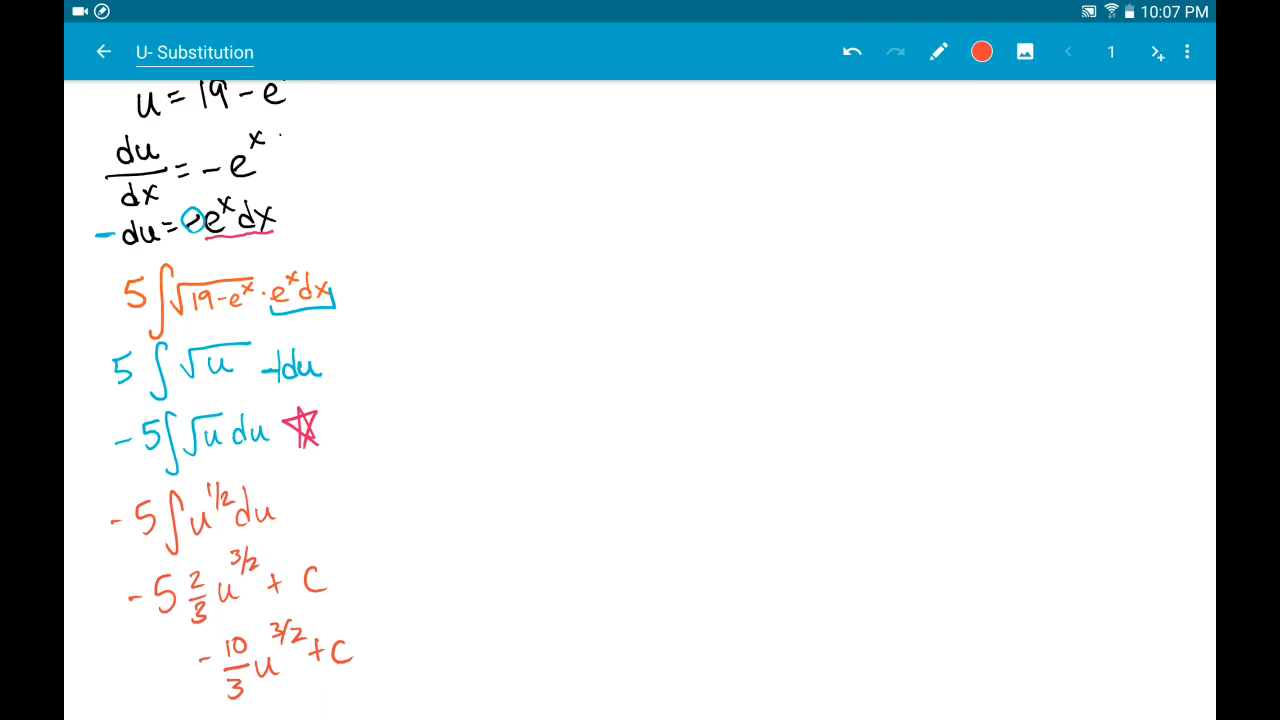 10:07 PM
U- Substitution
1
u = 19 - e
du/dx = -e^x
- du = -e^x dx
5 ∫ √(19-e^x) · e^x dx
5 ∫ √u -1du
- 5 ∫ √u du
- 5 ∫ u^1/2 du
- 5 2/3 u^3/2 + C
- 10/3 u^3/2 + C